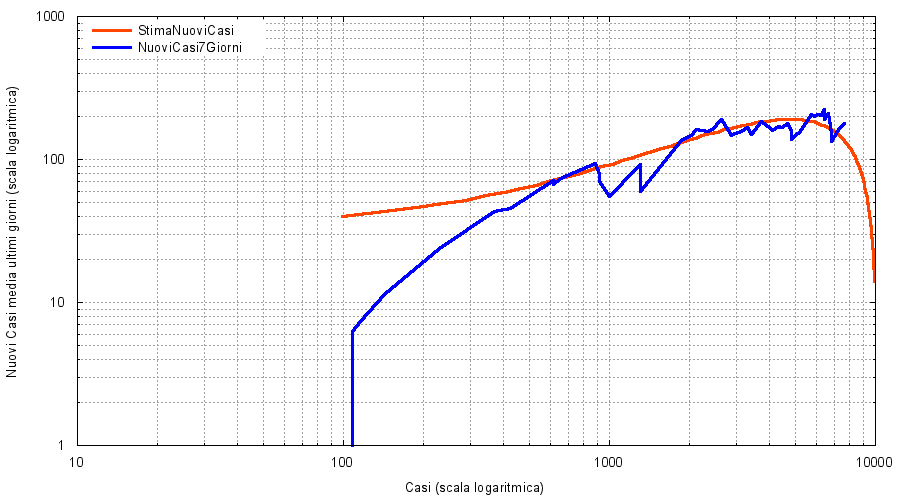 1000
StimaNuoviCasi
NuoviCasi7Giorni
100
10
1
Nuovi Casi media ultimi giorni (scala logaritmica)
10 100 1000 10000
Casi (scala logaritmica)